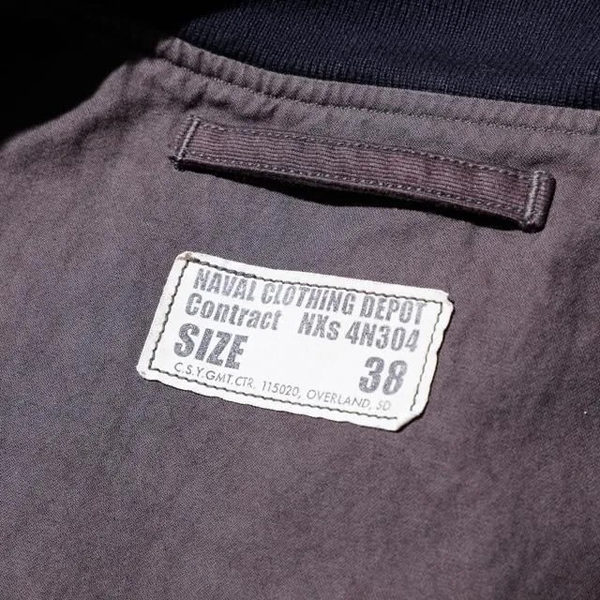 NAVAL CLOTHING DEPOT
Contract NXs 4N304
SIZE 38
C.S.Y.GMT.CTR. 115020, OVERLAND, SD